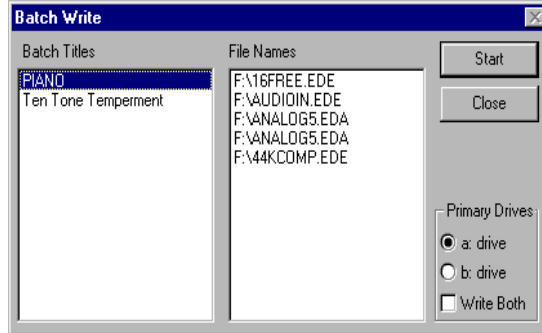 Batch Write
Batch Titles
PIANO
Ten Tone Temperment
File Names
F:\16FREE.EDE
F:\AUDIOIN.EDE
F:\ANALOG5.EDA
F:\ANALOG5.EDA
F:\44KCOMP.EDE
Start
Close
Primary Drives
a: drive
b: drive
Write Both